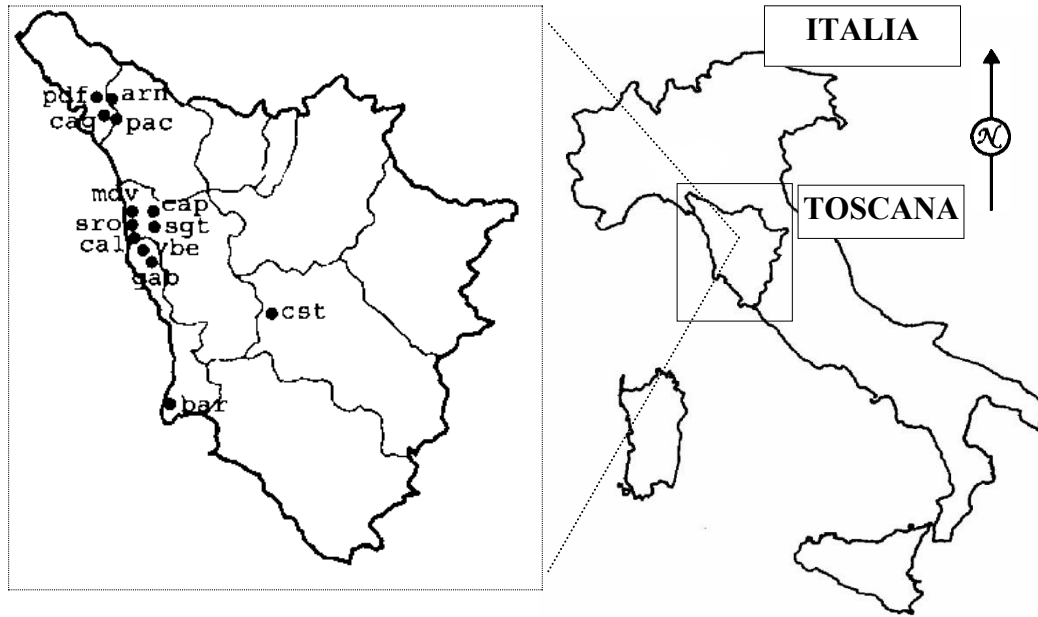 ITALIA
TOSCANA
N
pdf arn
cag pac
mdv cap
sro sgt
cal vbe
gab
cst
bar